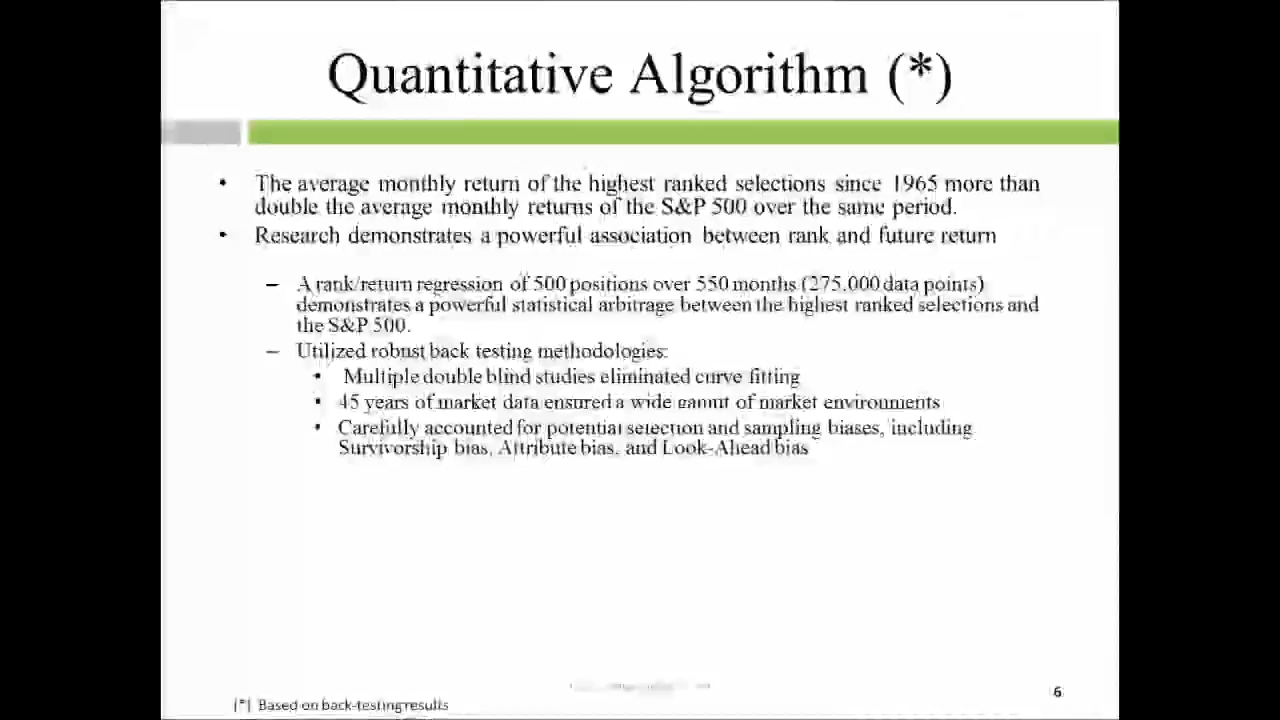 Quantitative Algorithm (*)
• The average monthly return of the highest ranked selections since 1965 more than
double the average monthly returns of the S&P 500 over the same period.
• Research demonstrates a powerful association between rank and future return
– A rank/return regression of 500 positions over 550 months (275,000 data points)
demonstrates a powerful statistical arbitrage between the highest ranked selections and
the S&P 500.
– Utilized robust back testing methodologies:
• Multiple double blind studies eliminated curve fitting
• 45 years of market data ensured a wide gamut of market environments
• Carefully accounted for potential selection and sampling biases, including
Survivorship bias, Attribute bias, and Look-Ahead bias
(*) Based on back-testing results
6